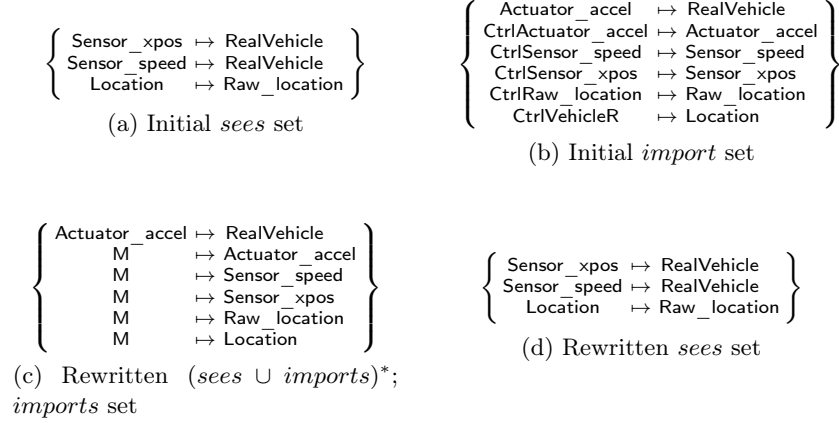 Sensor_xpos ↦ RealVehicle
Sensor_speed ↦ RealVehicle
Location ↦ Raw_location
(a) Initial sees set
Actuator_accel ↦ RealVehicle
CtrlActuator_accel ↦ Actuator_accel
CtrlSensor_speed ↦ Sensor_speed
CtrlSensor_xpos ↦ Sensor_xpos
CtrlRaw_location ↦ Raw_location
CtrlVehicleR ↦ Location
(b) Initial import set
Actuator_accel ↦ RealVehicle
M ↦ Actuator_accel
M ↦ Sensor_speed
M ↦ Sensor_xpos
M ↦ Raw_location
M ↦ Location
(c) Rewritten (sees ∪ imports)*;
imports set
Sensor_xpos ↦ RealVehicle
Sensor_speed ↦ RealVehicle
Location ↦ Raw_location
(d) Rewritten sees set